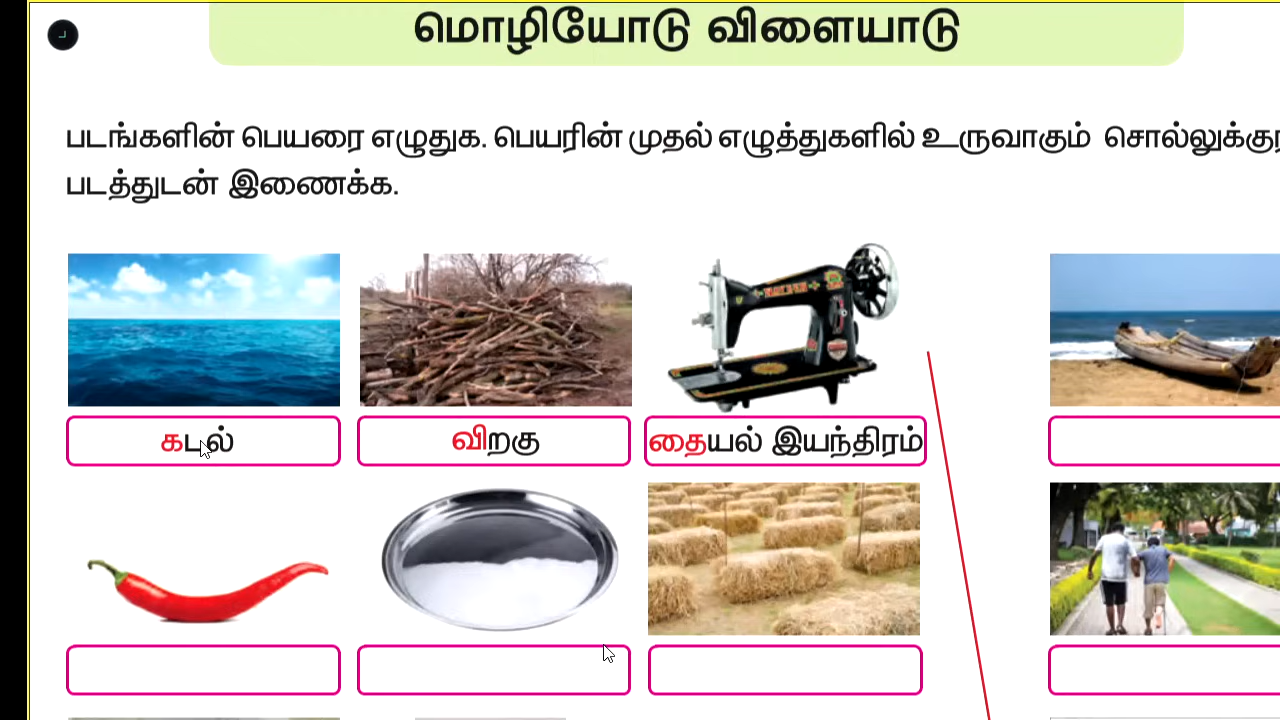 மொழியோடு விளையாடு
படங்களின் பெயரை எழுதுக. பெயரின் முதல் எழுத்துகளில் உருவாகும் சொல்லுக்குர
படத்துடன் இணைக்க.
கடல்
விறகு
தையல் இயந்திரம்